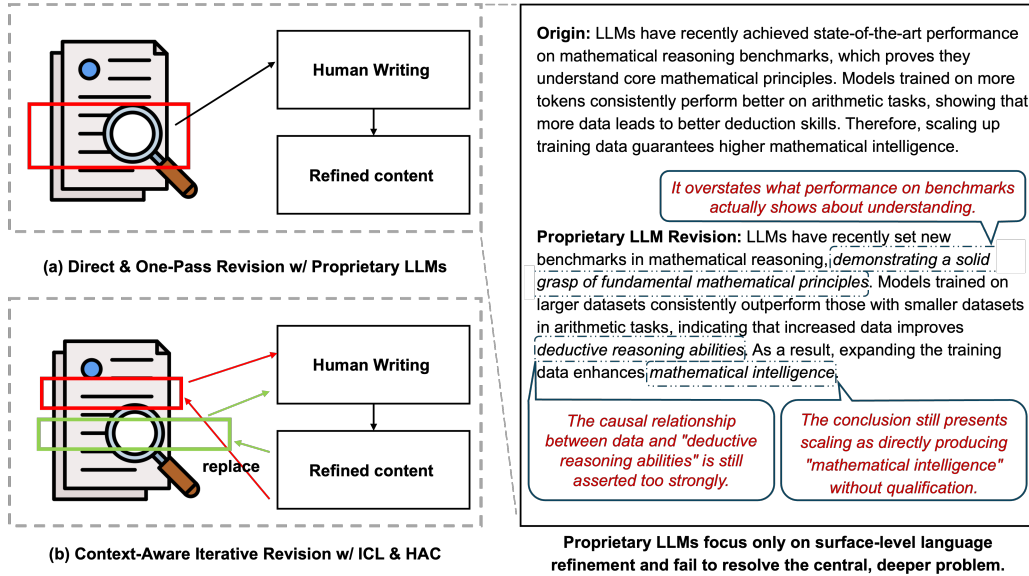 Human Writing
Refined content
(a) Direct & One-Pass Revision w/ Proprietary LLMs
Human Writing
Refined content
replace
(b) Context-Aware Iterative Revision w/ ICL & HAC
Origin: LLMs have recently achieved state-of-the-art performance
on mathematical reasoning benchmarks, which proves they
understand core mathematical principles. Models trained on more
tokens consistently perform better on arithmetic tasks, showing that
more data leads to better deduction skills. Therefore, scaling up
training data guarantees higher mathematical intelligence.
It overstates what performance on benchmarks
actually shows about understanding.
Proprietary LLM Revision: LLMs have recently set new
benchmarks in mathematical reasoning, demonstrating a solid
grasp of fundamental mathematical principles. Models trained on
larger datasets consistently outperform those with smaller datasets
in arithmetic tasks, indicating that increased data improves
deductive reasoning abilities. As a result, expanding the training
data enhances mathematical intelligence.
The causal relationship
between data and "deductive
reasoning abilities" is still
asserted too strongly.
The conclusion still presents
scaling as directly producing
"mathematical intelligence"
without qualification.
Proprietary LLMs focus only on surface-level language
refinement and fail to resolve the central, deeper problem.